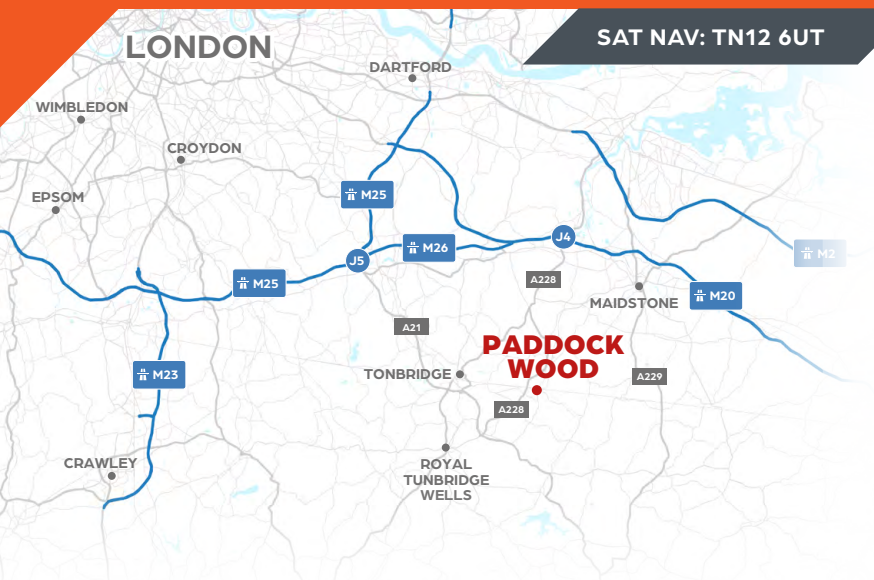 SAT NAV: TN12 6UT
LONDON
DARTFORD
WIMBLEDON
CROYDON
EPSOM
M25
J4
M26
M2
J5
A228
M25
M20
MAIDSTONE
A21
PADDOCK
WOOD
M23
TONBRIDGE
A229
A228
CRAWLEY
ROYAL
TUNBRIDGE
WELLS